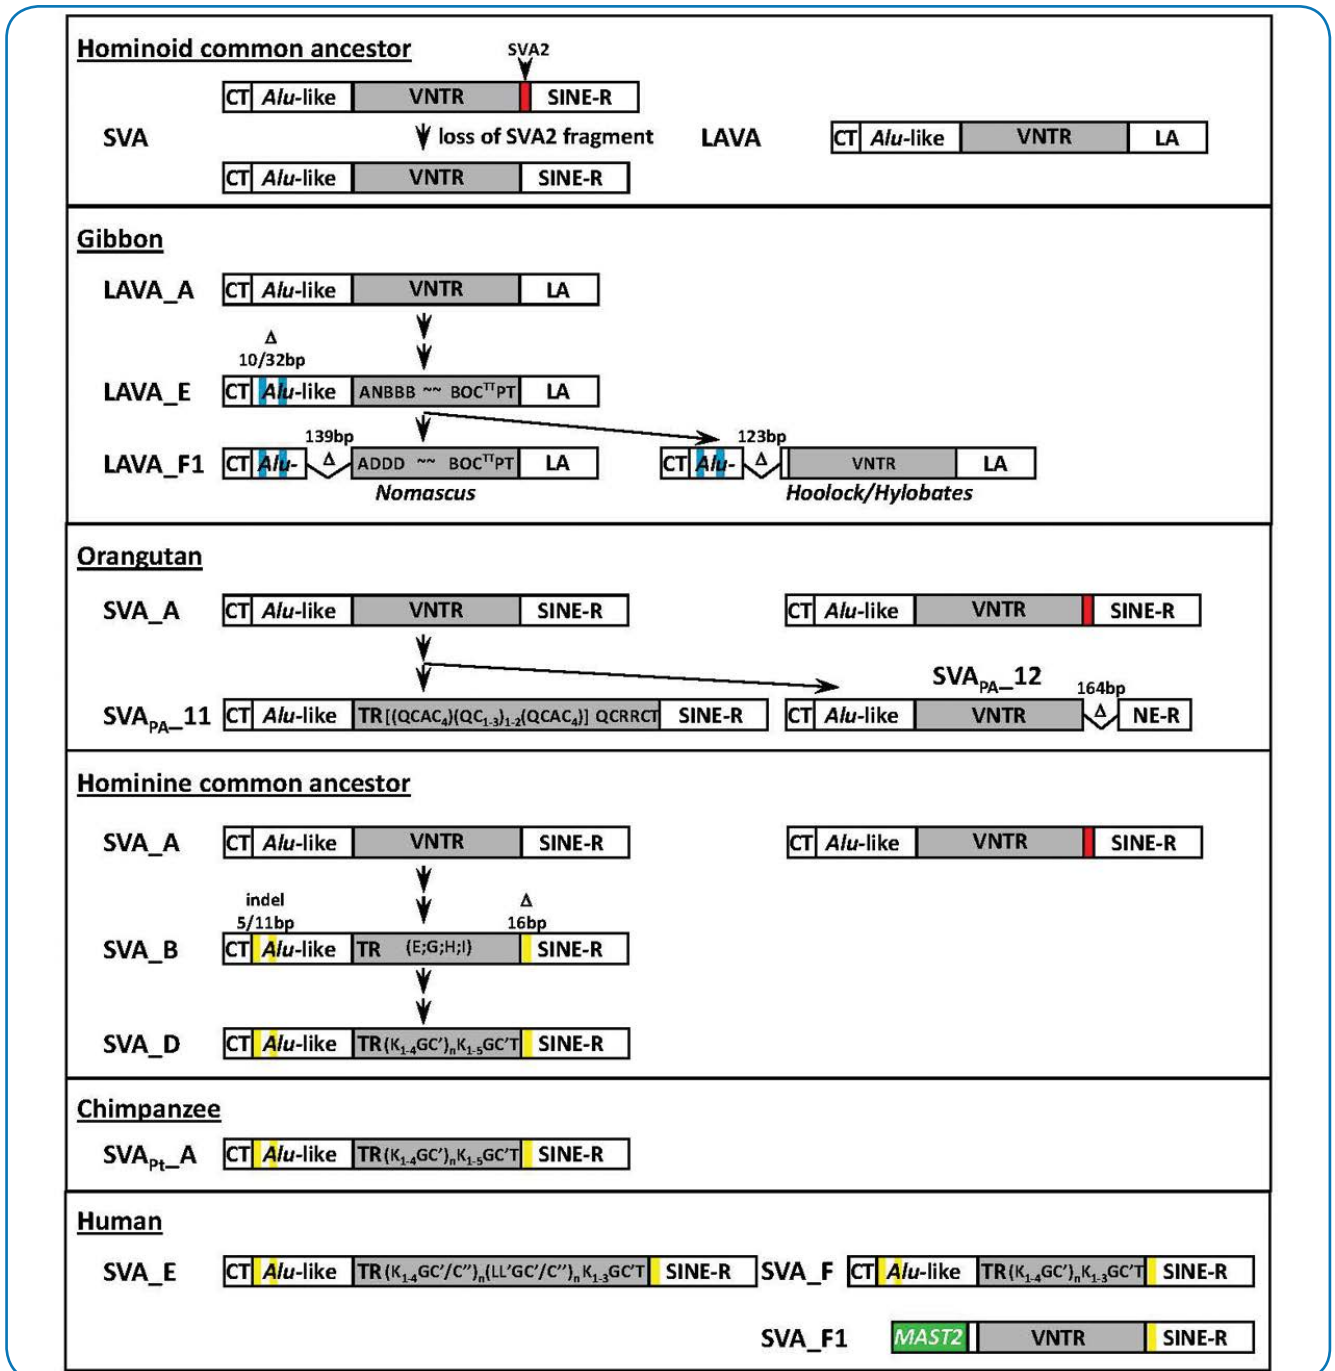 Hominoid common ancestor
SVA2
CT Alu-like VNTR SINE-R
SVA
loss of SVA2 fragment
LAVA
CT Alu-like VNTR LA
CT Alu-like VNTR SINE-R
Gibbon
LAVA_A CT Alu-like VNTR LA
Δ
10/32bp
LAVA_E CT Alu-like ANBBB ~~ BOCᵀᵀPT LA
139bp 123bp
LAVA_F1 CT Alu- Δ ADDD ~~ BOCᵀᵀPT LA CT Alu- Δ VNTR LA
Nomascus Hoolock/Hylobates
Orangutan
SVA_A CT Alu-like VNTR SINE-R CT Alu-like VNTR SINE-R
SVAPA_12
164bp
SVAPA_11 CT Alu-like TR[(QCAC₄)(QC₁₋₃)₁₋₂(QCAC₄)] QCRRCT SINE-R CT Alu-like VNTR Δ NE-R
Hominine common ancestor
SVA_A CT Alu-like VNTR SINE-R CT Alu-like VNTR SINE-R
indel Δ
5/11bp 16bp
SVA_B CT Alu-like TR (E;G;H;I) SINE-R
SVA_D CT Alu-like TR(K₁₋₄GC')ₙK₁₋₅GC'T SINE-R
Chimpanzee
SVAPt_A CT Alu-like TR(K₁₋₄GC')ₙK₁₋₅GC'T SINE-R
Human
SVA_E CT Alu-like TR(K₁₋₄GC'/C'')ₙ(LL'GC'/C'')ₙK₁₋₃GC'T SINE-R SVA_F CT Alu-like TR(K₁₋₄GC')ₙK₁₋₃GC'T SINE-R
SVA_F1 MAST2 VNTR SINE-R